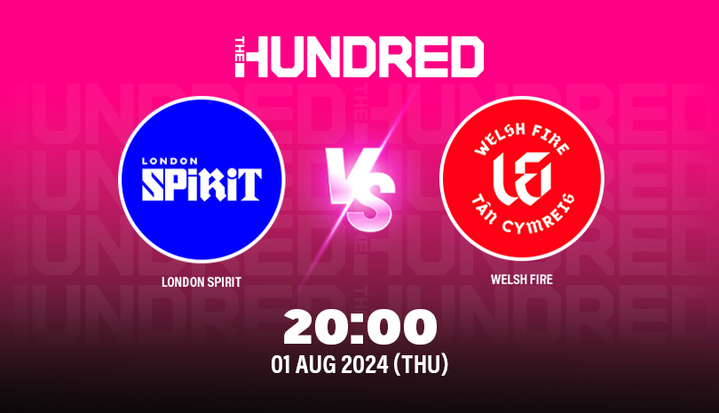 THE HUNDRED
LONDON
SPIRIT
VS
WELSH FIRE
TÂN CYMREIG
LONDON SPIRIT
WELSH FIRE
20:00
01 AUG 2024 (THU)